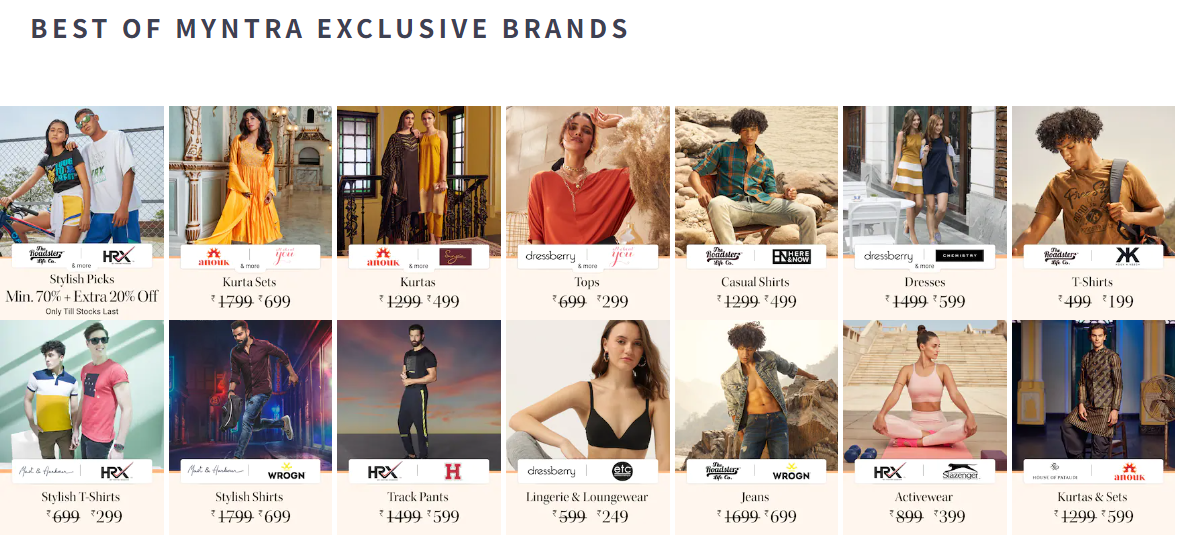 BEST OF MYNTRA EXCLUSIVE BRANDS
The Roadster Life Co. HRX
& more
Stylish Picks
Min. 70% + Extra 20% Off
Only Till Stocks Last
anouk you
& more
Kurta Sets
₹1799 ₹699
anouk
& more
Kurtas
₹1299 ₹499
dressberry you
& more
Tops
₹699 ₹299
The Roadster Life Co. HERE &NOW
Casual Shirts
₹1299 ₹499
dressberry CHEMISTRY
& more
Dresses
₹1499 ₹599
The Roadster Life Co.
T-Shirts
₹499 ₹199
Mast & Harbour HRX
Stylish T-Shirts
₹699 ₹299
Mast & Harbour WROGN
Stylish Shirts
₹1799 ₹699
HRX H
Track Pants
₹1499 ₹599
dressberry etc
Lingerie & Loungewear
₹599 ₹249
The Roadster Life Co. WROGN
Jeans
₹1699 ₹699
HRX Slazenger
Activewear
₹899 ₹399
HOUSE OF PATAUDI anouk
Kurtas & Sets
₹1299 ₹599